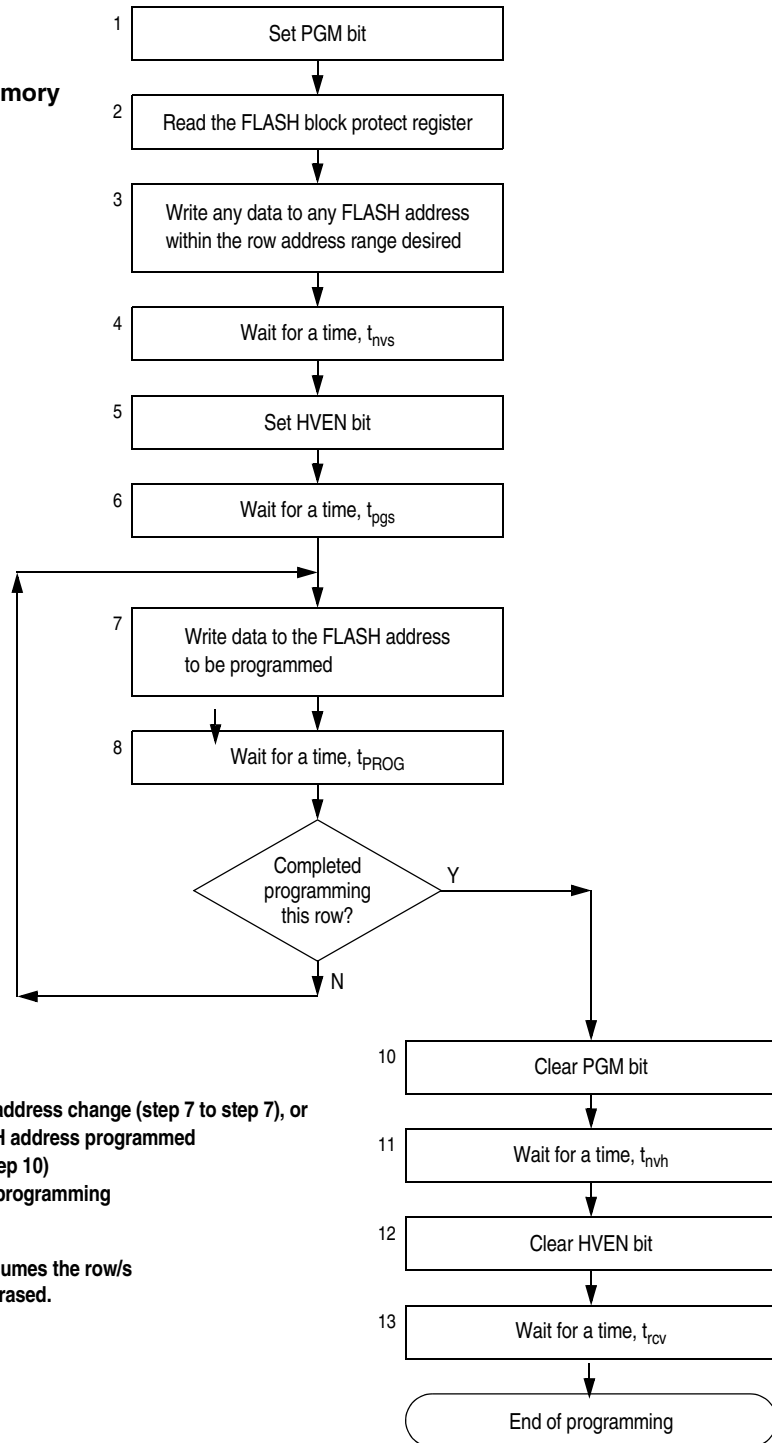 1
Set PGM bit
mory
2
Read the FLASH block protect register
3
Write any data to any FLASH address
within the row address range desired
4
Wait for a time, tnvs
5
Set HVEN bit
6
Wait for a time, tpgs
7
Write data to the FLASH address
to be programmed
8
Wait for a time, tPROG
Completed
programming
this row?
Y
N
10
Clear PGM bit
address change (step 7 to step 7), or
H address programmed
ep 10)
programming
11
Wait for a time, tnvh
12
Clear HVEN bit
umes the row/s
rased.
13
Wait for a time, trcv
End of programming